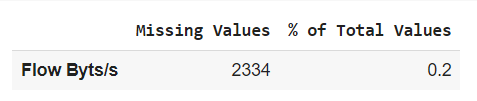 Missing Values % of Total Values
Flow Byts/s 2334 0.2